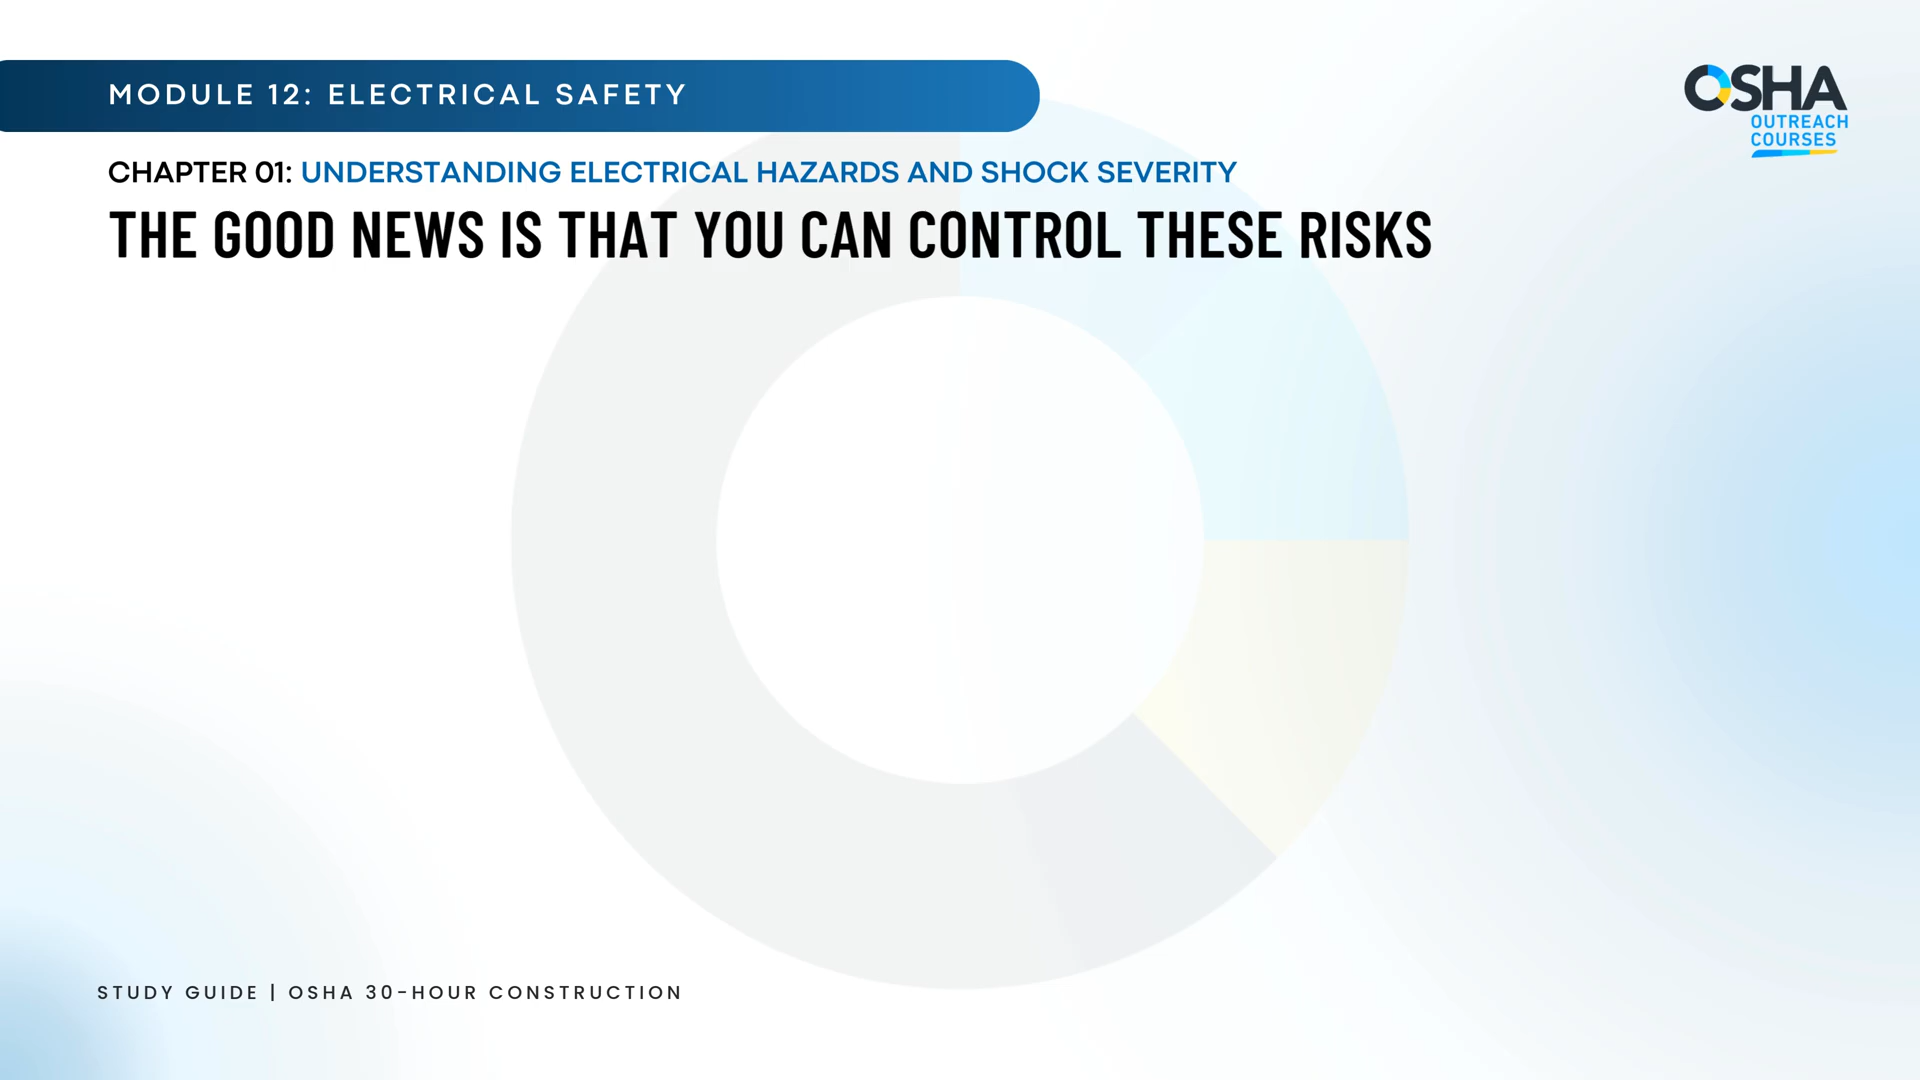 MODULE 12: ELECTRICAL SAFETY
OSHA
OUTREACH
COURSES
CHAPTER 01: UNDERSTANDING ELECTRICAL HAZARDS AND SHOCK SEVERITY
THE GOOD NEWS IS THAT YOU CAN CONTROL THESE RISKS
STUDY GUIDE | OSHA 30-HOUR CONSTRUCTION